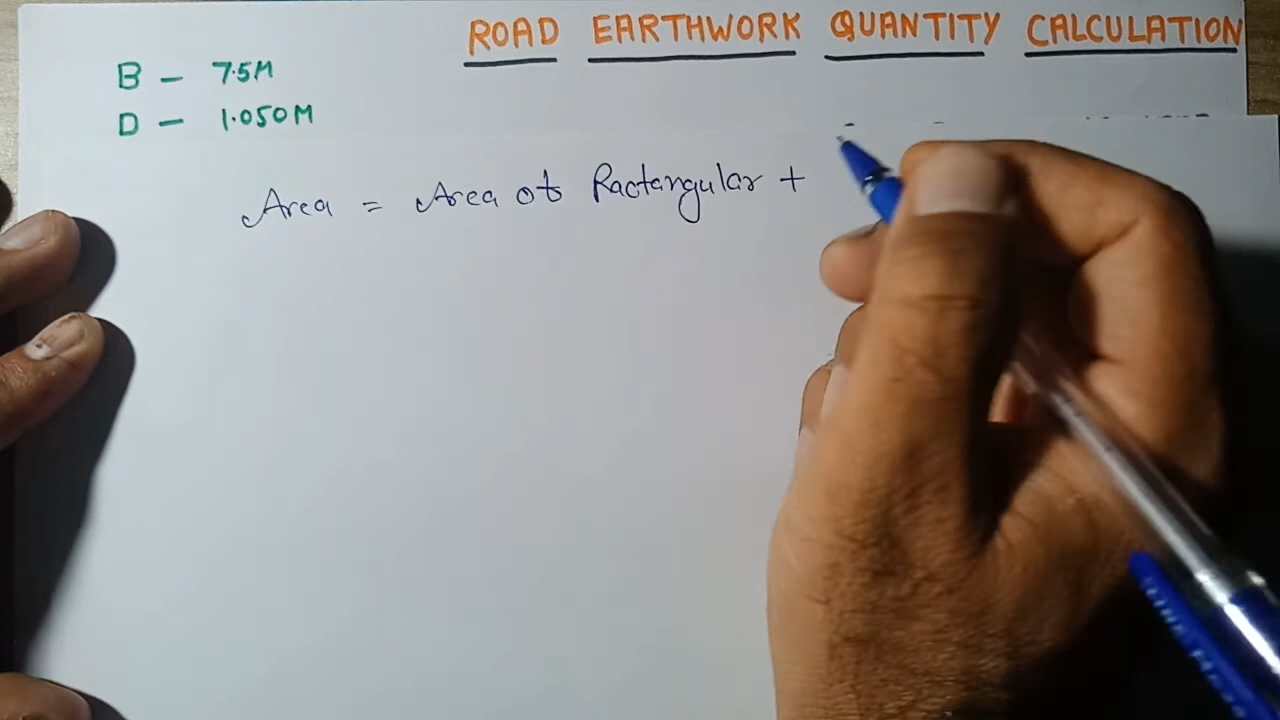 ROAD EARTHWORK QUANTITY CALCULATION
B - 7.5M
D - 1.050M
Area = Area of Ractangular +